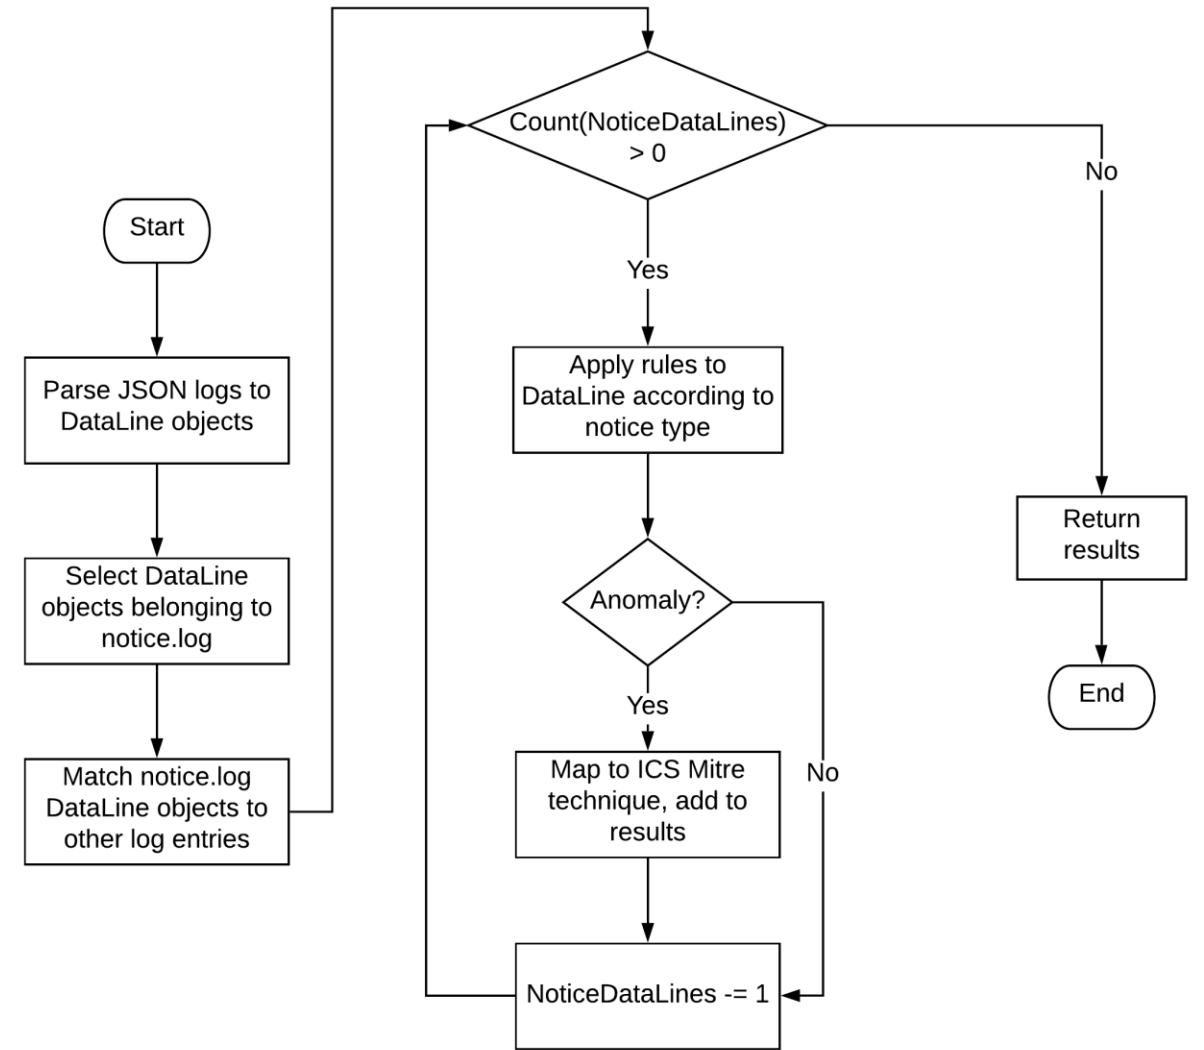 Start
Parse JSON logs to
DataLine objects
Select DataLine
objects belonging to
notice.log
Match notice.log
DataLine objects to
other log entries
Count(NoticeDataLines)
> 0
Yes
Apply rules to
DataLine according to
notice type
Anomaly?
Yes
Map to ICS Mitre
technique, add to
results
No
NoticeDataLines -= 1
No
Return
results
End